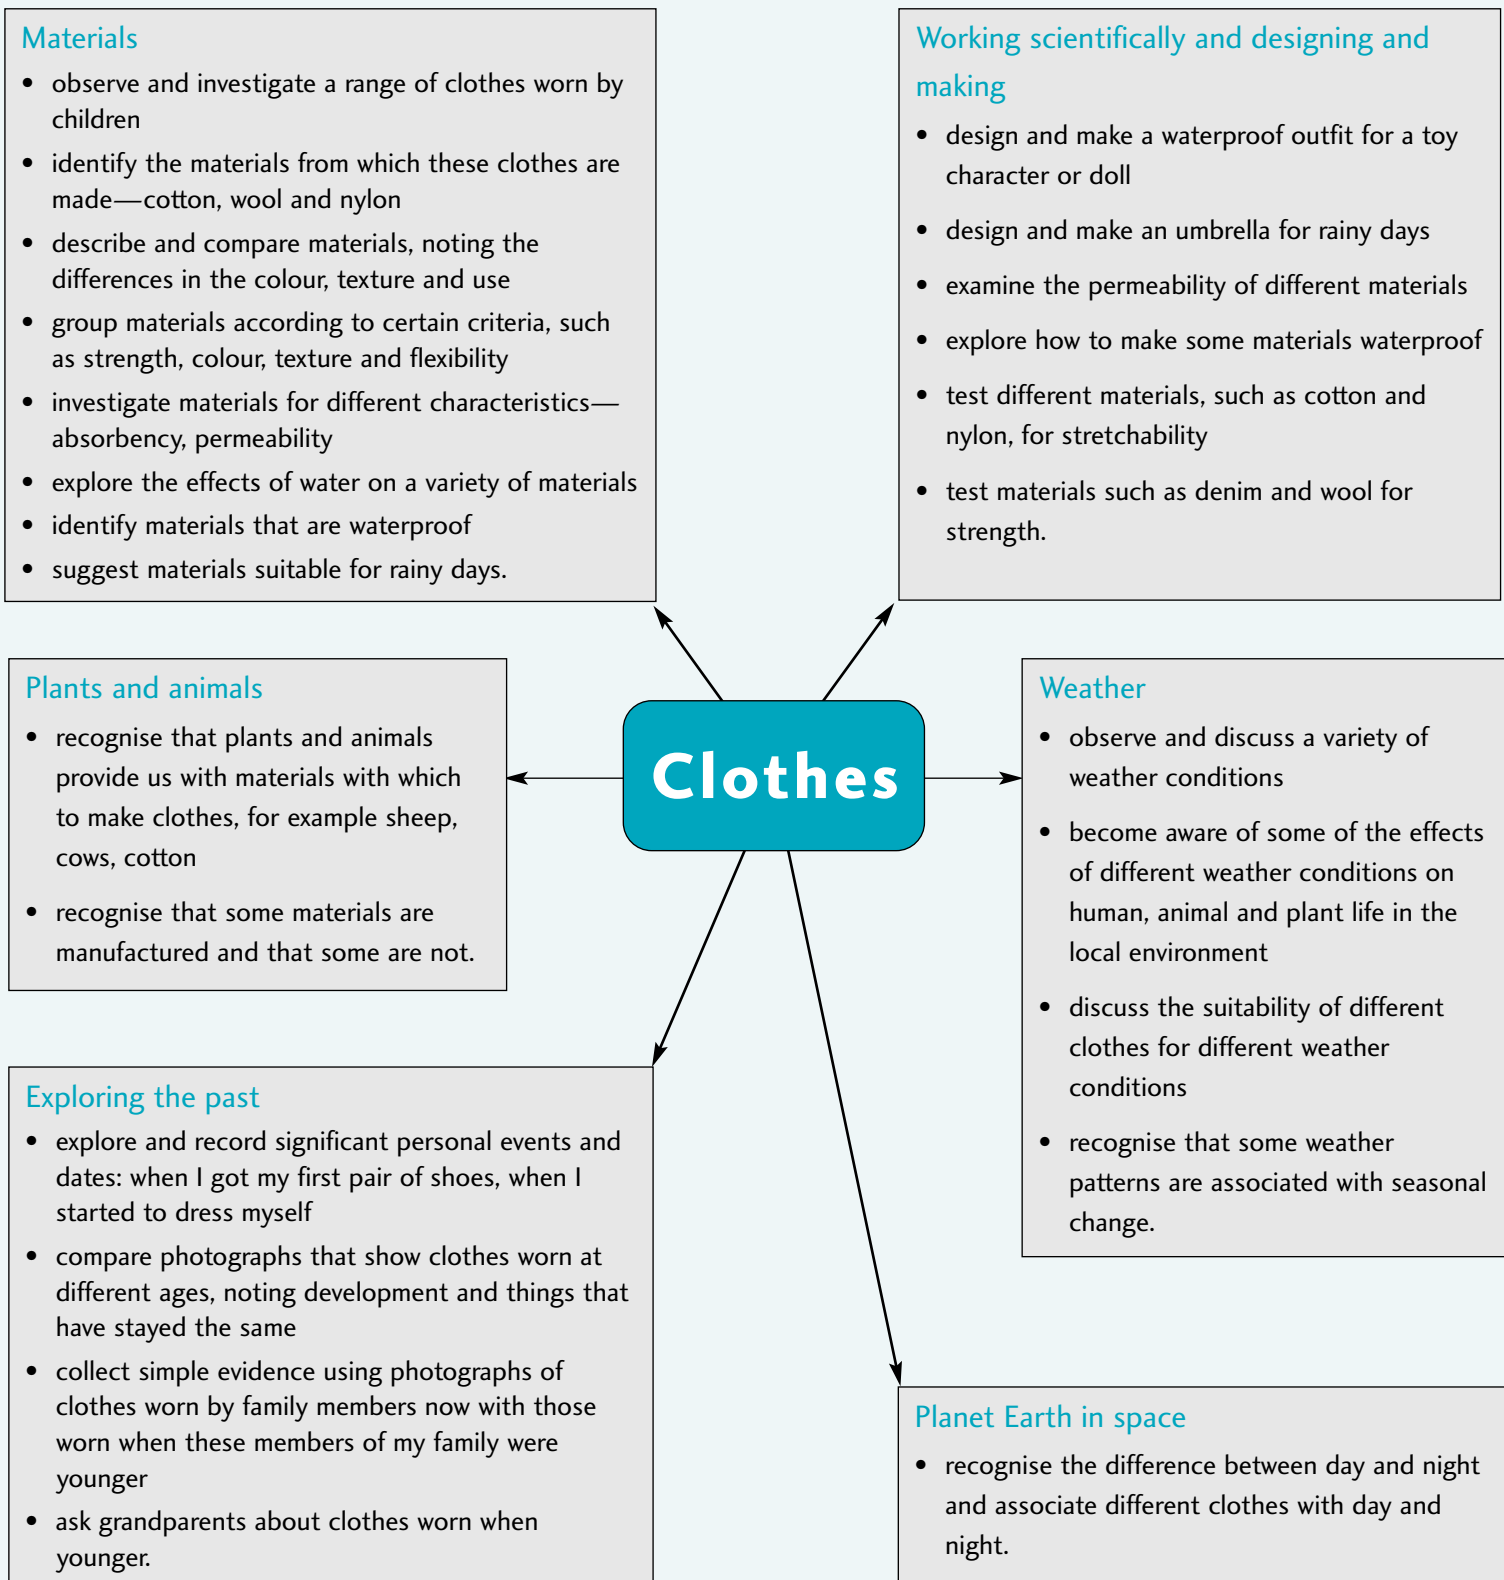 Materials
• observe and investigate a range of clothes worn by
children
• identify the materials from which these clothes are
made—cotton, wool and nylon
• describe and compare materials, noting the
differences in the colour, texture and use
• group materials according to certain criteria, such
as strength, colour, texture and flexibility
• investigate materials for different characteristics—
absorbency, permeability
• explore the effects of water on a variety of materials
• identify materials that are waterproof
• suggest materials suitable for rainy days.
Working scientifically and designing and
making
• design and make a waterproof outfit for a toy
character or doll
• design and make an umbrella for rainy days
• examine the permeability of different materials
• explore how to make some materials waterproof
• test different materials, such as cotton and
nylon, for stretchability
• test materials such as denim and wool for
strength.
Plants and animals
• recognise that plants and animals
provide us with materials with which
to make clothes, for example sheep,
cows, cotton
• recognise that some materials are
manufactured and that some are not.
Clothes
Weather
• observe and discuss a variety of
weather conditions
• become aware of some of the effects
of different weather conditions on
human, animal and plant life in the
local environment
• discuss the suitability of different
clothes for different weather
conditions
• recognise that some weather
patterns are associated with seasonal
change.
Exploring the past
• explore and record significant personal events and
dates: when I got my first pair of shoes, when I
started to dress myself
• compare photographs that show clothes worn at
different ages, noting development and things that
have stayed the same
• collect simple evidence using photographs of
clothes worn by family members now with those
worn when these members of my family were
younger
• ask grandparents about clothes worn when
younger.
Planet Earth in space
• recognise the difference between day and night
and associate different clothes with day and
night.